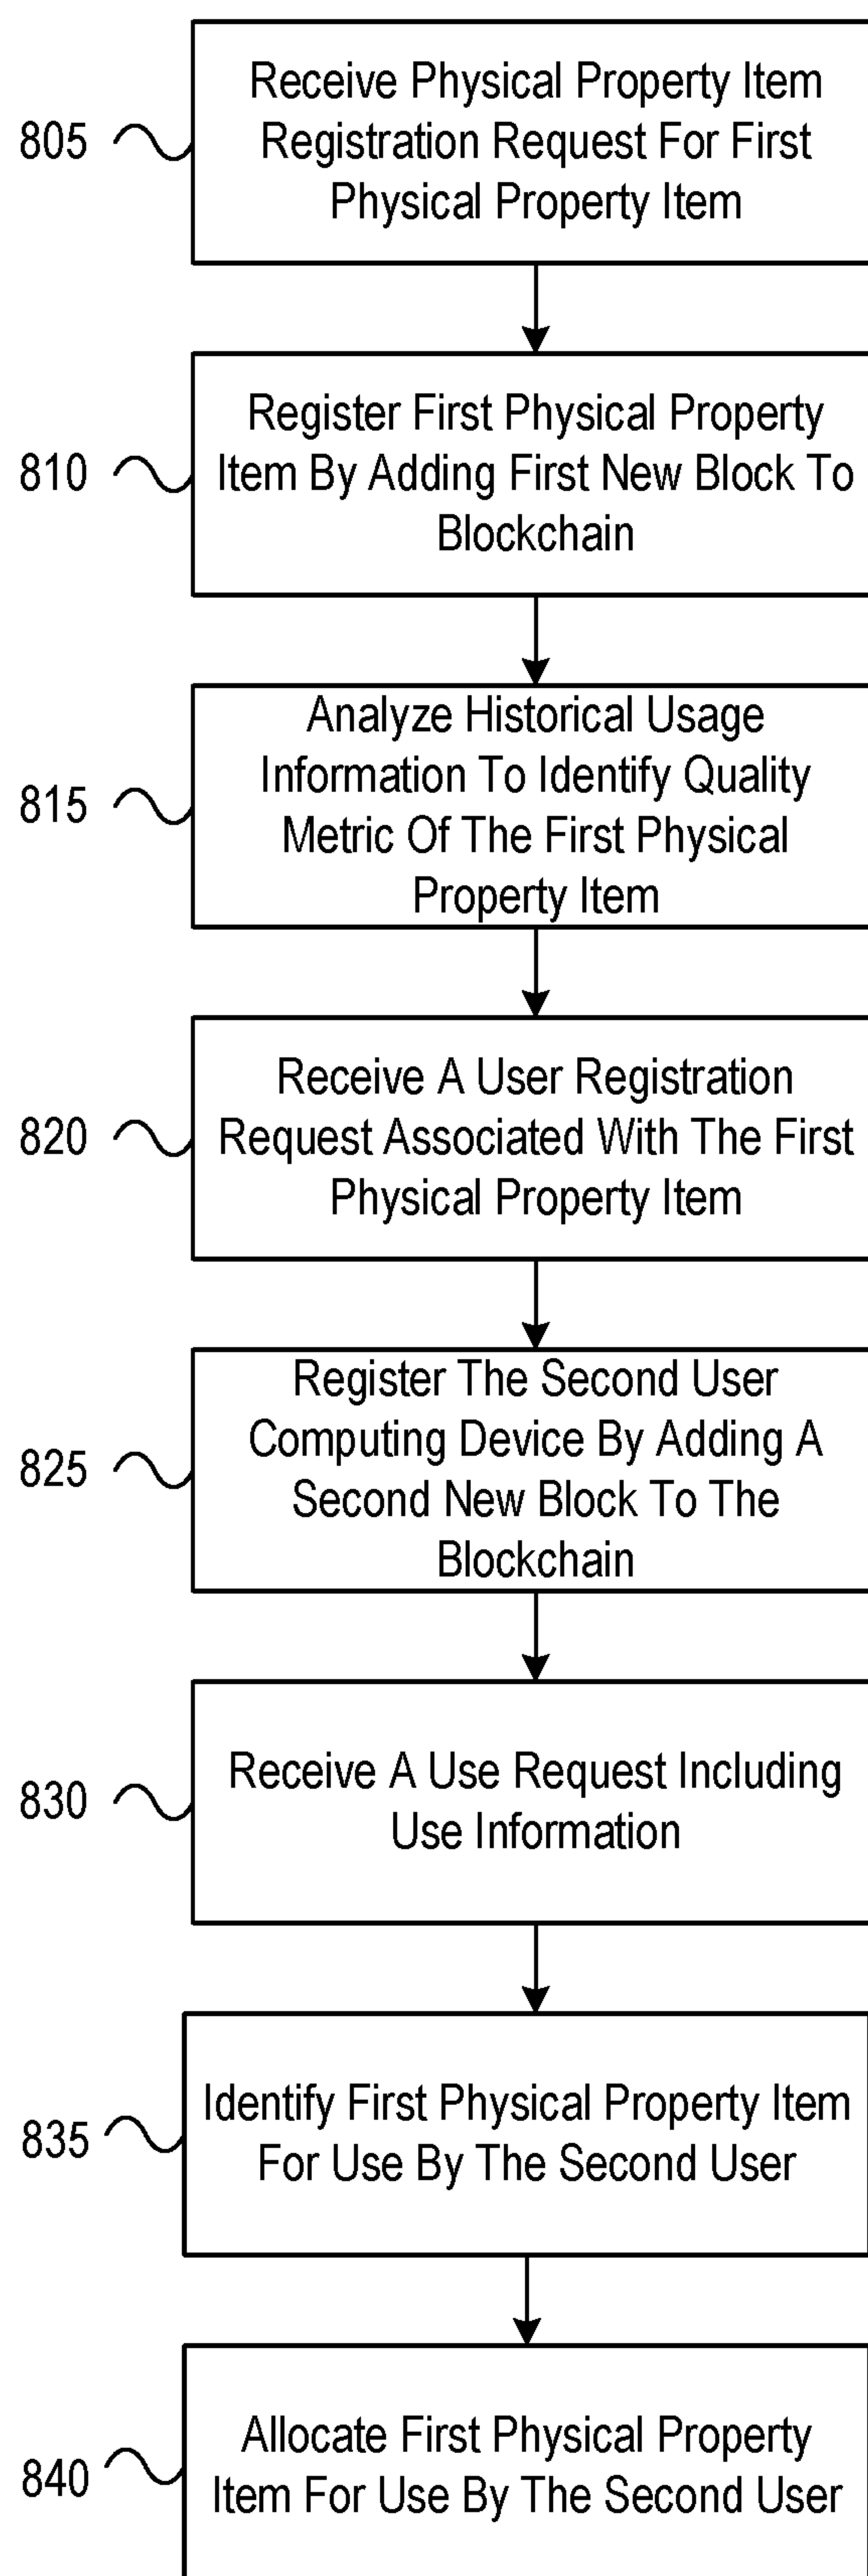 Receive Physical Property Item
805
Registration Request For First
Physical Property Item
Register First Physical Property
810
Item By Adding First New Block To
Blockchain
Analyze Historical Usage
Information To Identify Quality
815
Metric Of The First Physical
Property Item
Receive A User Registration
820
Request Associated With The First
Physical Property Item
Register The Second User
Computing Device By Adding A
825
Second New Block To The
Blockchain
Receive A Use Request Including
830
Use Information
Identify First Physical Property Item
835
For Use By The Second User
Allocate First Physical Property
840
Item For Use By The Second User